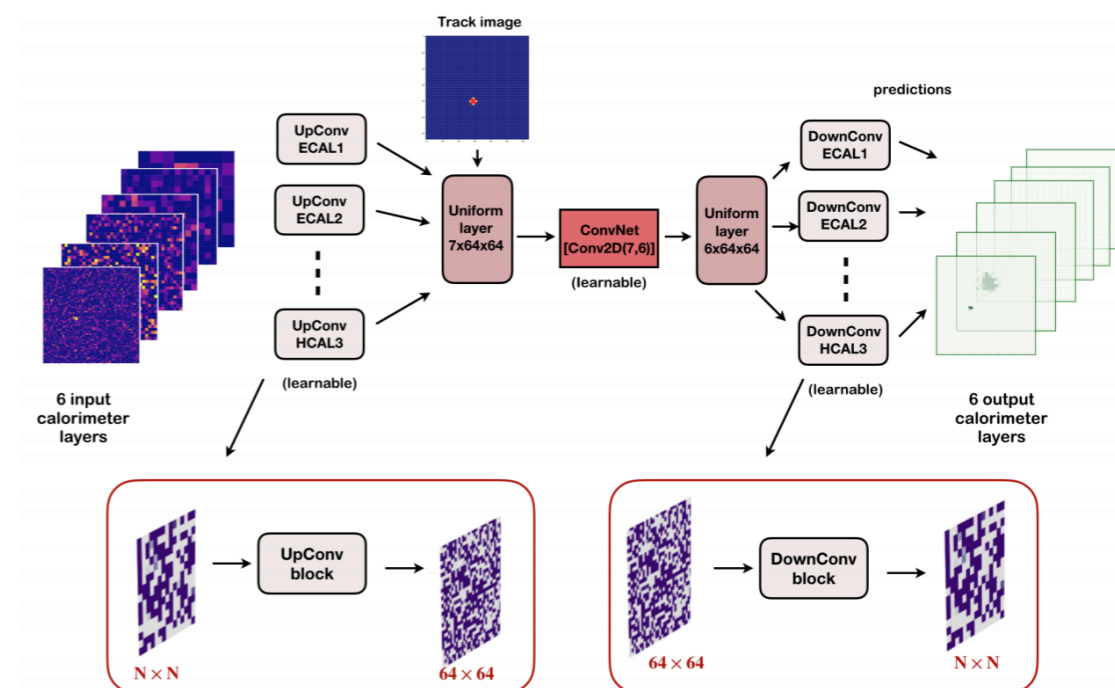 Track image
predictions
UpConv
ECAL1
UpConv
ECAL2
UpConv
HCAL3
(learnable)
Uniform
layer
7x64x64
ConvNet
[Conv2D(7,6)]
(learnable)
Uniform
layer
6x64x64
DownConv
ECAL1
DownConv
ECAL2
DownConv
HCAL3
(learnable)
6 input
calorimeter
layers
6 output
calorimeter
layers
UpConv
block
N × N
64 × 64
DownConv
block
64 × 64
N × N